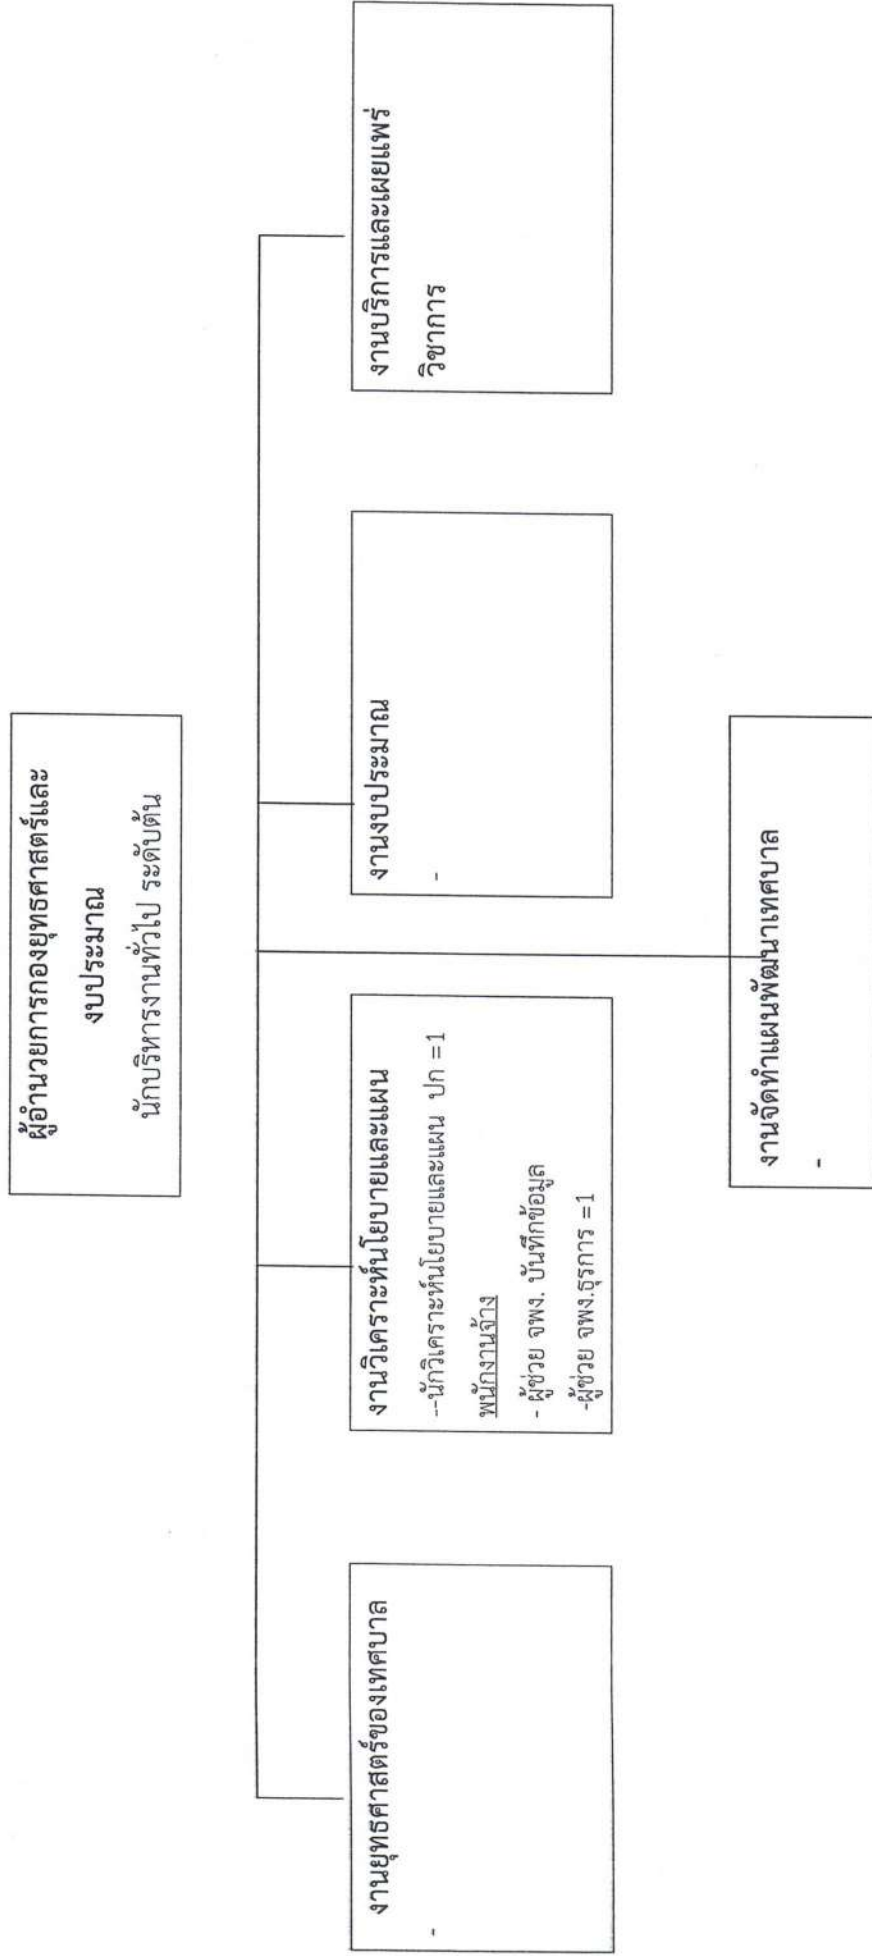 ผู้อำนวยการกองยุทธศาสตร์และ
งบประมาณ
นักบริหารงานทั่วไป ระดับต้น
งานยุทธศาสตร์ของเทศบาล
-
งานวิเคราะห์นโยบายและแผน
--นักวิเคราะห์นโยบายและแผน ปก =1
พนักงานจ้าง
- ผู้ช่วย จพง. บันทึกข้อมูล
-ผู้ช่วย จพง.ธุรการ =1
งานงบประมาณ
-
งานบริการและเผยแพร่
วิชาการ
งานจัดทำแผนพัฒนาเทศบาล
-